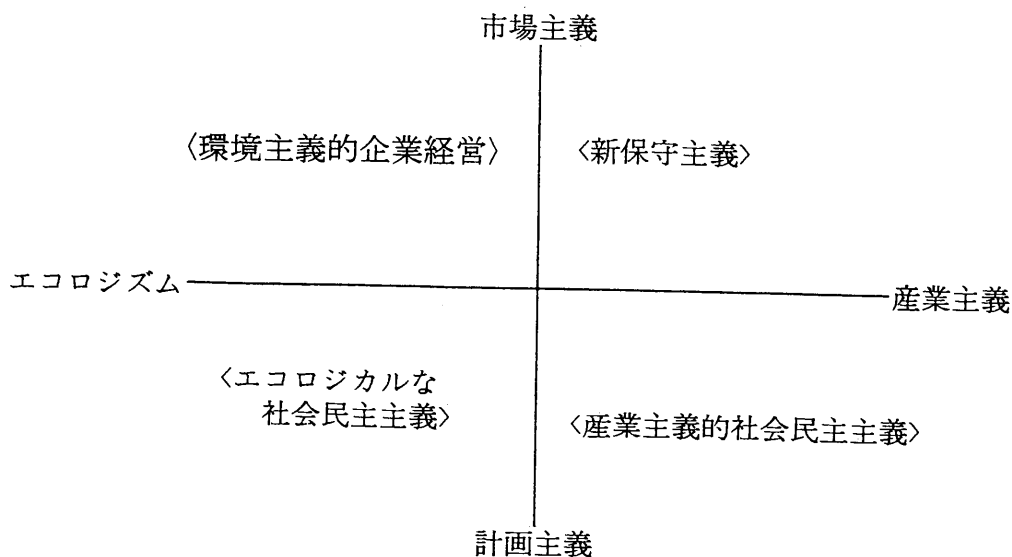 市場主義
〈環境主義的企業経営〉
〈新保守主義〉
エコロジズム
産業主義
〈エコロジカルな
社会民主主義〉
〈産業主義的社会民主主義〉
計画主義